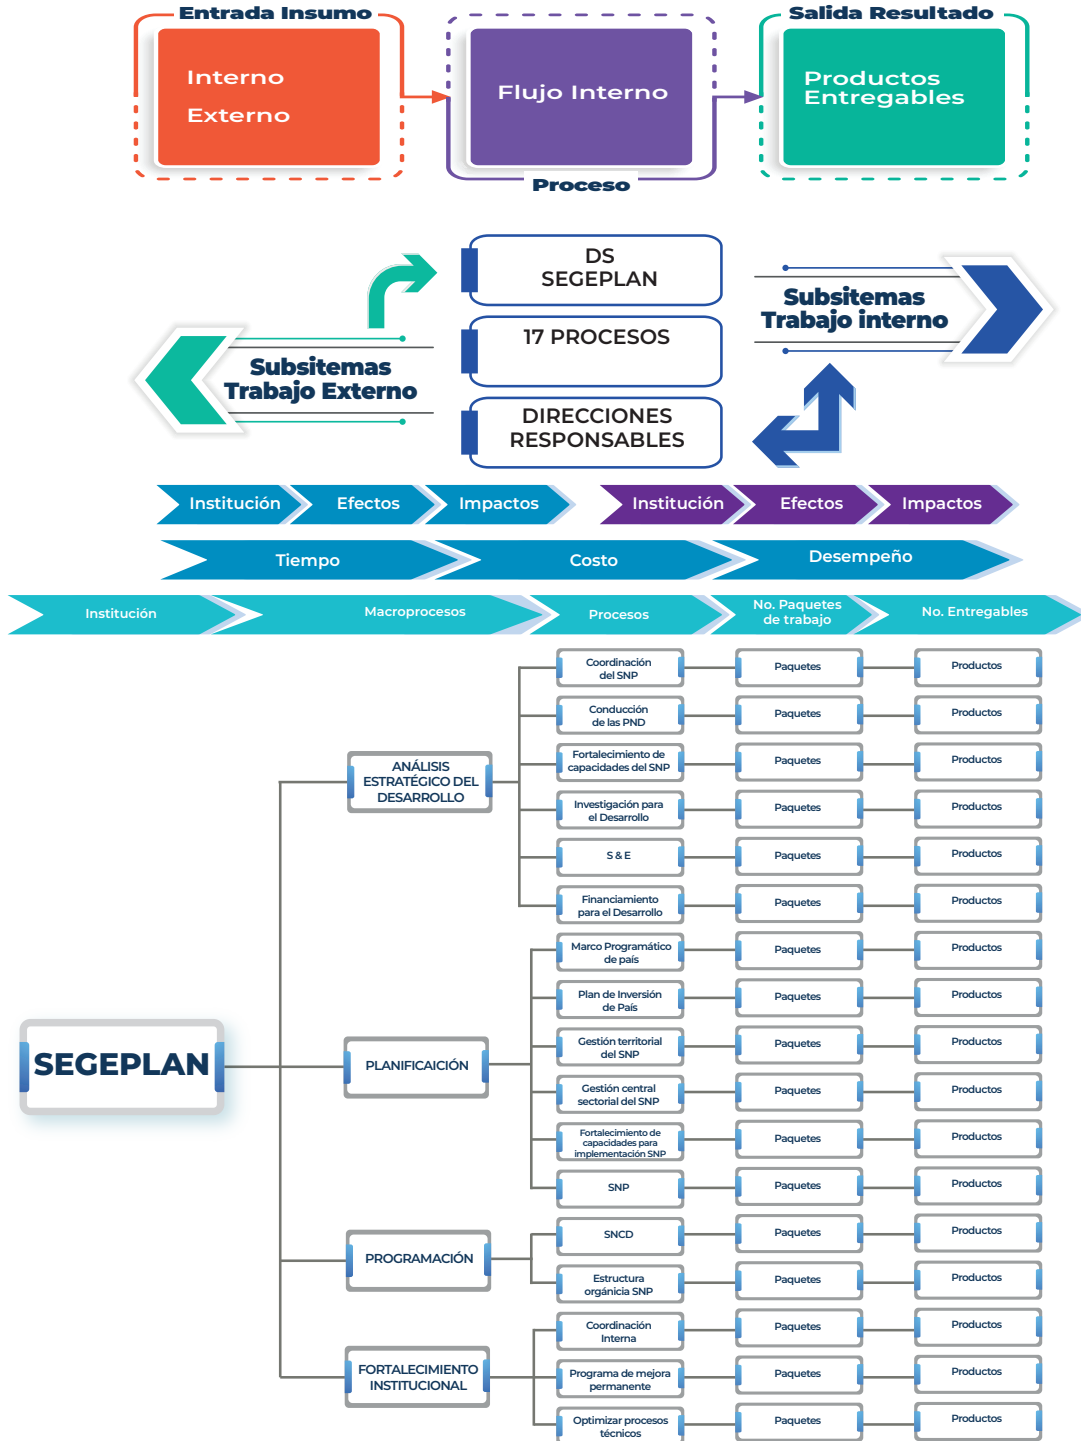 Entrada Insumo
Interno
Externo
Flujo Interno
Proceso
Salida Resultado
Productos
Entregables
DS
SEGEPLAN
17 PROCESOS
DIRECCIONES
RESPONSABLES
Subsitemas
Trabajo Externo
Subsitemas
Trabajo interno
Institución
Efectos
Impactos
Institución
Efectos
Impactos
Tiempo
Costo
Desempeño
Institución
Macroprocesos
Procesos
No. Paquetes
de trabajo
No. Entregables
SEGEPLAN
ANÁLISIS
ESTRATÉGICO DEL
DESARROLLO
Coordinación
del SNP
Paquetes
Productos
Conducción
de las PND
Paquetes
Productos
Fortalecimiento de
capacidades del SNP
Paquetes
Productos
Investigación para
el Desarrollo
Paquetes
Productos
S & E
Paquetes
Productos
Financiamiento
para el Desarrollo
Paquetes
Productos
PLANIFICAICIÓN
Marco Programático
de país
Paquetes
Productos
Plan de Inversión
de País
Paquetes
Productos
Gestión territorial
del SNP
Paquetes
Productos
Gestión central
sectorial del SNP
Paquetes
Productos
Fortalecimiento de
capacidades para
implementación SNP
Paquetes
Productos
SNP
Paquetes
Productos
PROGRAMACIÓN
SNCD
Paquetes
Productos
Estructura
orgánicia SNP
Paquetes
Productos
FORTALECIMIENTO
INSTITUCIONAL
Coordinación
Interna
Paquetes
Productos
Programa de mejora
permanente
Paquetes
Productos
Optimizar procesos
técnicos
Paquetes
Productos